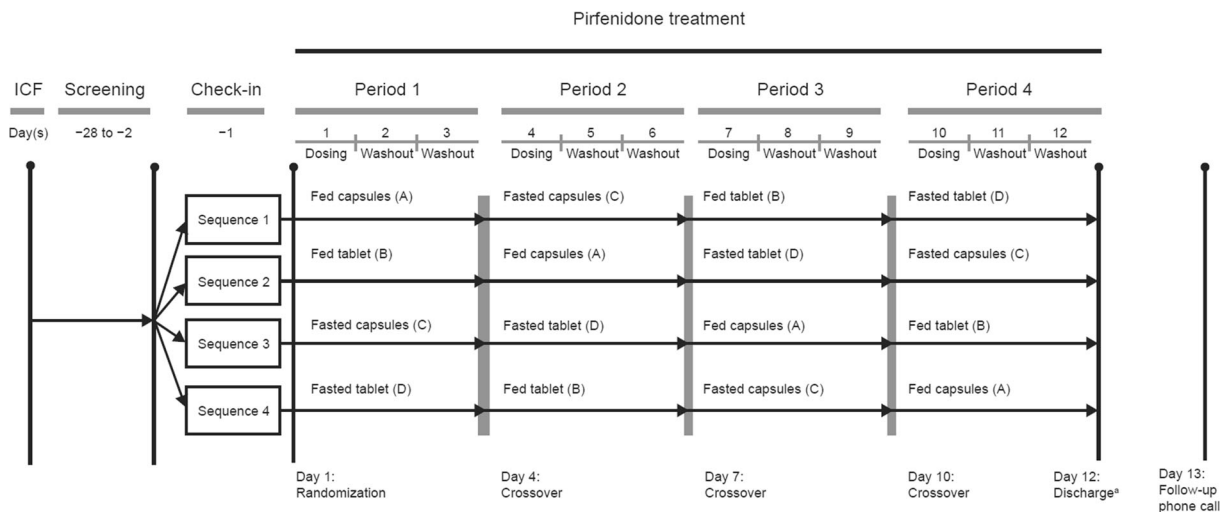 Pirfenidone treatment
ICF Screening Check-in Period 1 Period 2 Period 3 Period 4
Day(s) −28 to −2 −1 1 2 3 4 5 6 7 8 9 10 11 12
Dosing Washout Washout Dosing Washout Washout Dosing Washout Washout Dosing Washout Washout
Fed capsules (A) Fasted capsules (C) Fed tablet (B) Fasted tablet (D)
Sequence 1
Fed tablet (B) Fed capsules (A) Fasted tablet (D) Fasted capsules (C)
Sequence 2
Fasted capsules (C) Fasted tablet (D) Fed capsules (A) Fed tablet (B)
Sequence 3
Fasted tablet (D) Fed tablet (B) Fasted capsules (C) Fed capsules (A)
Sequence 4
Day 1: Day 4: Day 7: Day 10: Day 12: Day 13:
Randomization Crossover Crossover Crossover Dischargeᵃ Follow-up
phone call